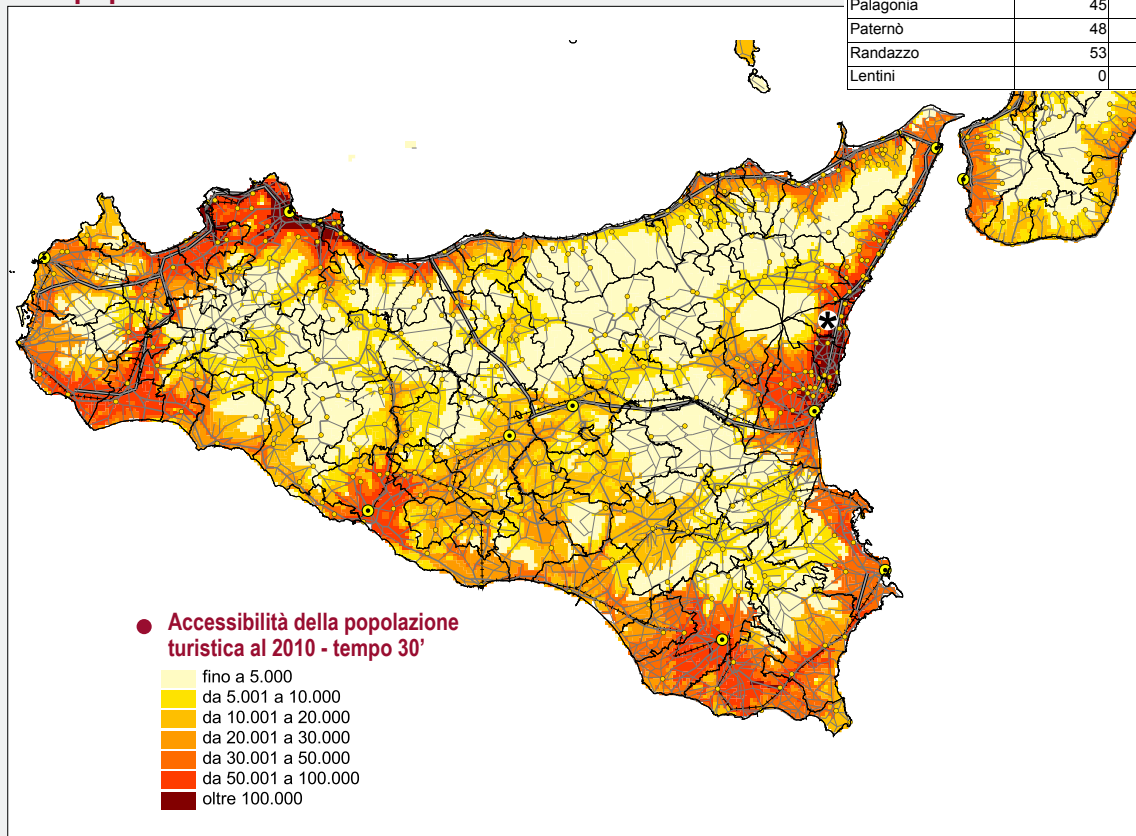 Palagonia 45
Paternò 48
Randazzo 53
Lentini 0
Accessibilità della popolazione
turistica al 2010 - tempo 30’
fino a 5.000
da 5.001 a 10.000
da 10.001 a 20.000
da 20.001 a 30.000
da 30.001 a 50.000
da 50.001 a 100.000
oltre 100.000